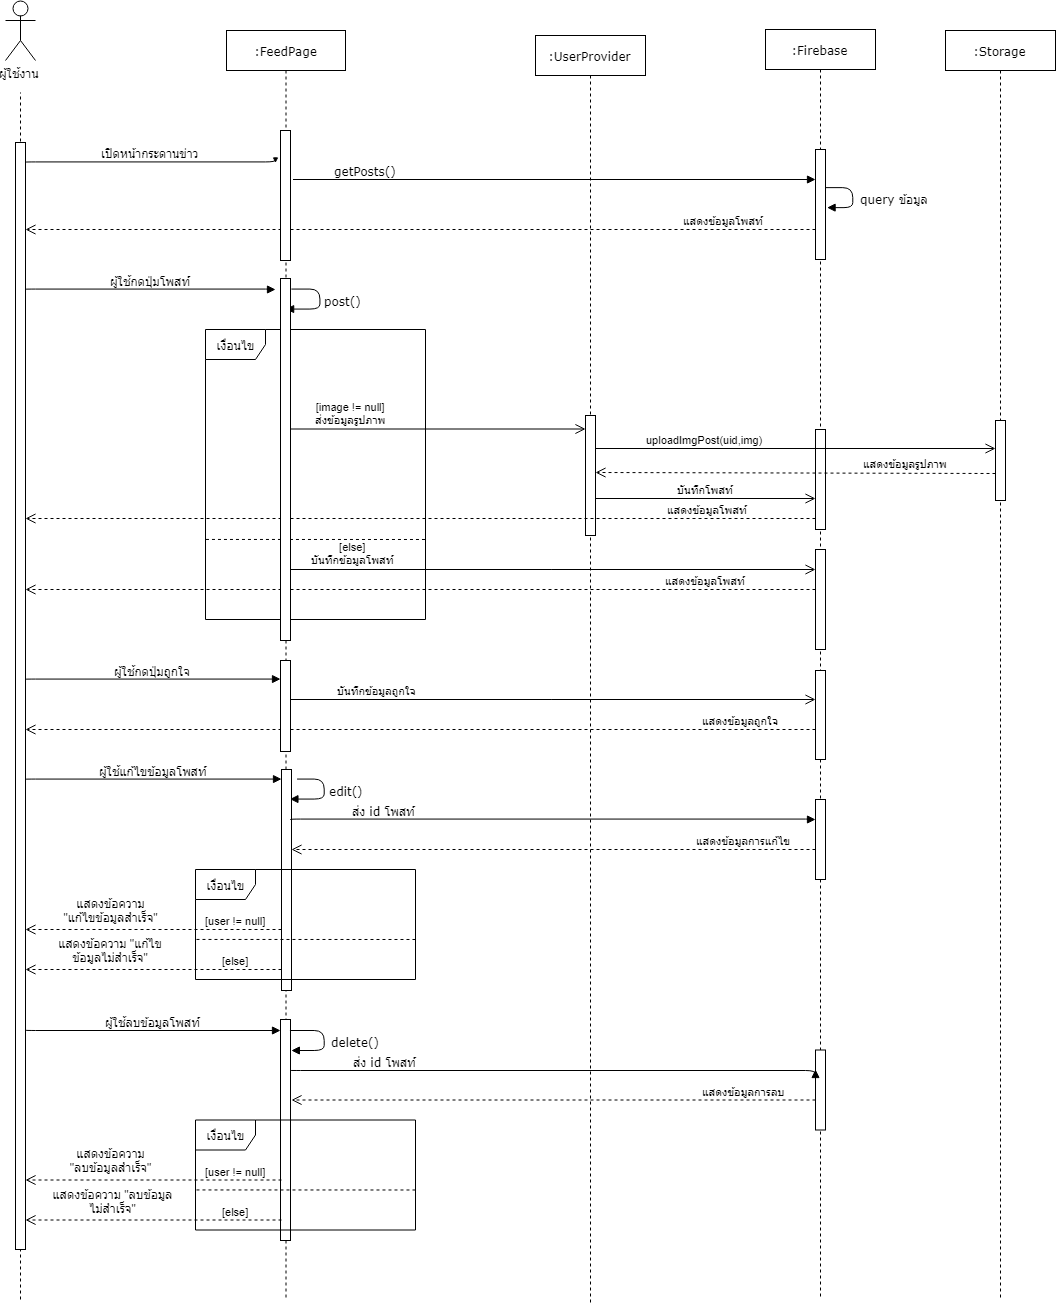 ผู้ใช้งาน
:FeedPage
:UserProvider
:Firebase
:Storage
เปิดหน้ากระดานข่าว
getPosts()
query ข้อมูล
แสดงข้อมูลโพสท์
ผู้ใช้กดปุ่มโพสท์
post()
เงื่อนไข
[image != null]
ส่งข้อมูลรูปภาพ
uploadImgPost(uid,img)
แสดงข้อมูลรูปภาพ
บันทึกโพสท์
แสดงข้อมูลโพสท์
[else]
บันทึกข้อมูลโพสท์
แสดงข้อมูลโพสท์
ผู้ใช้กดปุ่มถูกใจ
บันทึกข้อมูลถูกใจ
แสดงข้อมูลถูกใจ
ผู้ใช้แก้ไขข้อมูลโพสท์
edit()
ส่ง id โพสท์
แสดงข้อมูลการแก้ไข
เงื่อนไข
แสดงข้อความ
"แก้ไขข้อมูลสำเร็จ"
[user != null]
แสดงข้อความ "แก้ไข
ข้อมูลไม่สำเร็จ"
[else]
ผู้ใช้ลบข้อมูลโพสท์
delete()
ส่ง id โพสท์
แสดงข้อมูลการลบ
เงื่อนไข
แสดงข้อความ
"ลบข้อมูลสำเร็จ"
[user != null]
แสดงข้อความ "ลบข้อมูล
ไม่สำเร็จ"
[else]